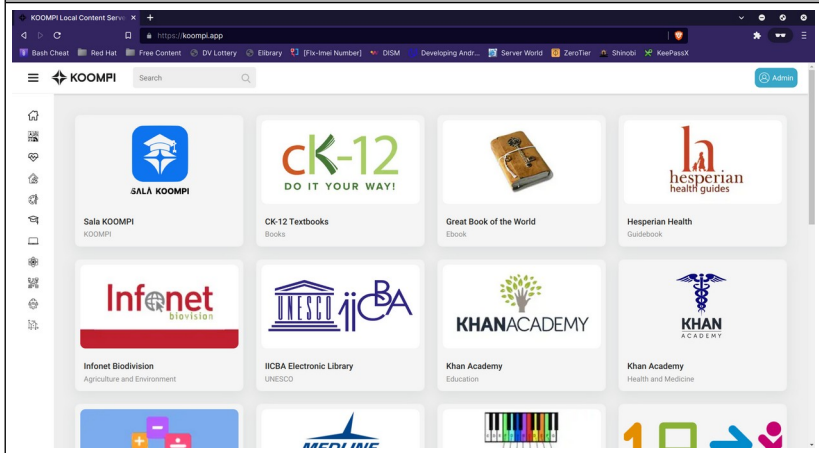 KOOMPI Local Content Serve
https://koompi.app
Bash Cheat Red Hat Free Content DV Lottery Elibrary [FIx-Imei Number] DISM Developing Andr... Server World ZeroTier Shinobi KeePassX
KOOMPI Search Admin
SALA KOOMPI
cK-12
DO IT YOUR WAY!
hesperian
health guides
Sala KOOMPI
KOOMPI
CK-12 Textbooks
Books
Great Book of the World
Ebook
Hesperian Health
Guidebook
Infonet
biovision
UNESCO iicBA
KHANACADEMY
KHAN
ACADEMY
Infonet Biodivision
Agriculture and Environment
IICBA Electronic Library
UNESCO
Khan Academy
Education
Khan Academy
Health and Medicine
MEDLINE